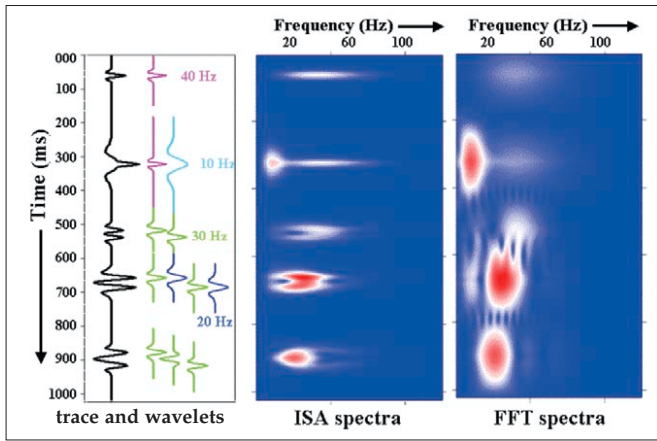 Frequency (Hz)
20 60 100
Frequency (Hz)
20 60 100
Time (ms)
000
100
200
300
400
500
600
700
800
900
1000
40 Hz
10 Hz
30 Hz
20 Hz
trace and wavelets
ISA spectra
FFT spectra